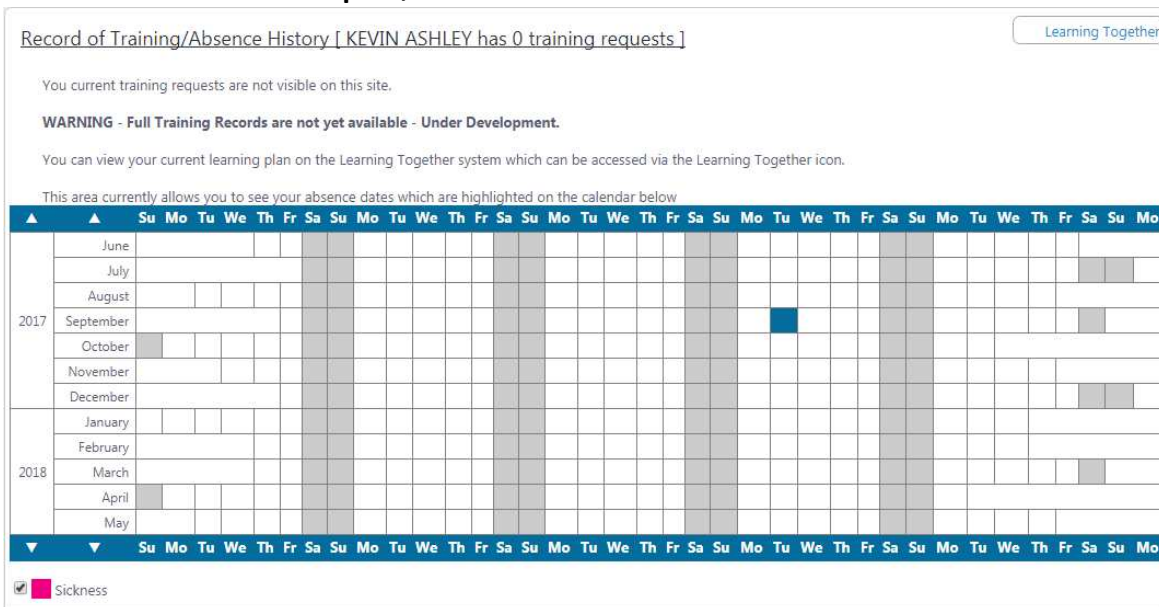 Record of Training/Absence History [ KEVIN ASHLEY has 0 training requests ]
Learning Together
You current training requests are not visible on this site.
WARNING - Full Training Records are not yet available - Under Development.
You can view your current learning plan on the Learning Together system which can be accessed via the Learning Together icon.
This area currently allows you to see your absence dates which are highlighted on the calendar below
▲ ▲ Su Mo Tu We Th Fr Sa Su Mo Tu We Th Fr Sa Su Mo Tu We Th Fr Sa Su Mo Tu We Th Fr Sa Su Mo Tu We Th Fr Sa Su Mo
June
July
August
2017 September
October
November
December
January
February
2018 March
April
May
▼ ▼ Su Mo Tu We Th Fr Sa Su Mo Tu We Th Fr Sa Su Mo Tu We Th Fr Sa Su Mo Tu We Th Fr Sa Su Mo Tu We Th Fr Sa Su Mo
Sickness